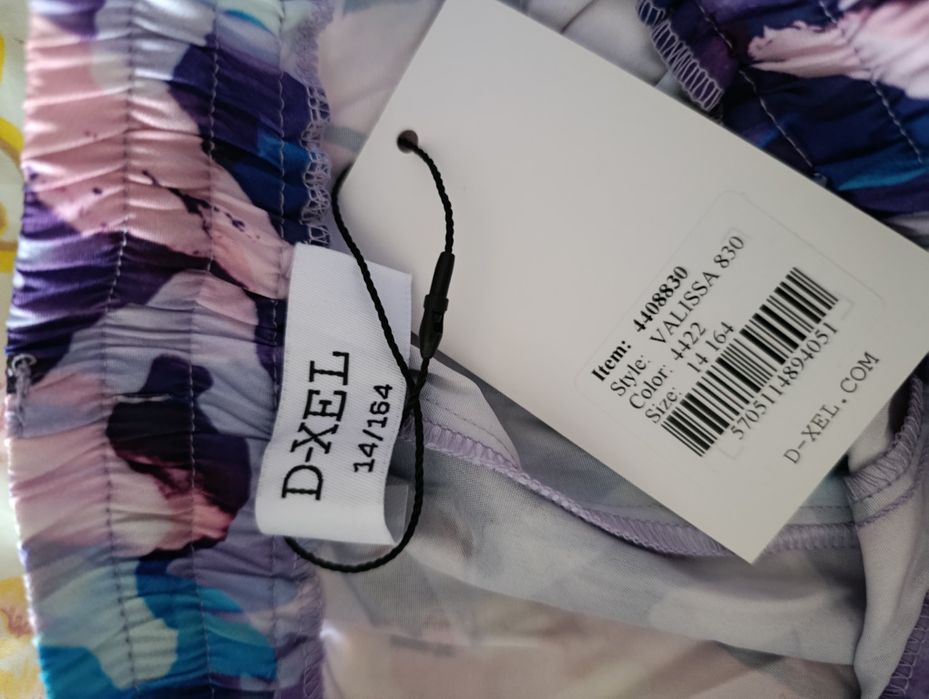 D-XEL
14/164
Item: 4408830
Style: VALISSA 830
Color: 4422
Size: 14 164
5705114894051
D-XEL.COM